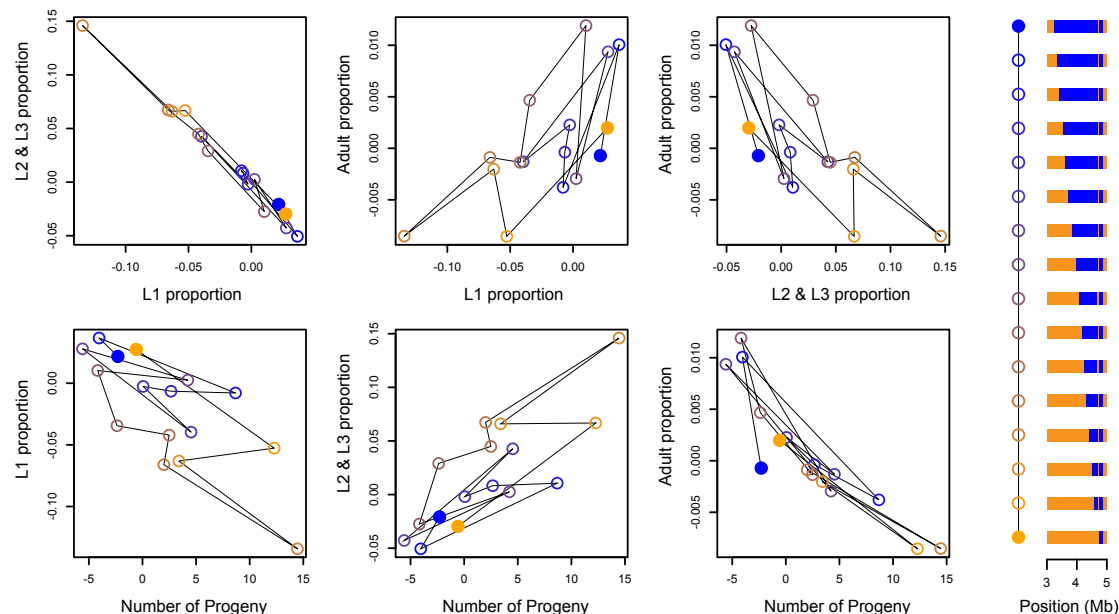 L2 & L3 proportion
-0.05 0.00 0.05 0.10 0.15
-0.10 -0.05 0.00
L1 proportion
Adult proportion
-0.005 0.000 0.005 0.010
-0.10 -0.05 0.00
L1 proportion
Adult proportion
-0.005 0.000 0.005 0.010
-0.05 0.00 0.05 0.10 0.15
L2 & L3 proportion
L1 proportion
-0.10 -0.05 0.00
-5 0 5 10 15
Number of Progeny
L2 & L3 proportion
-0.05 0.00 0.05 0.10 0.15
-5 0 5 10 15
Number of Progeny
Adult proportion
-0.005 0.000 0.005 0.010
-5 0 5 10 15
Number of Progeny
3 4 5
Position (Mb)